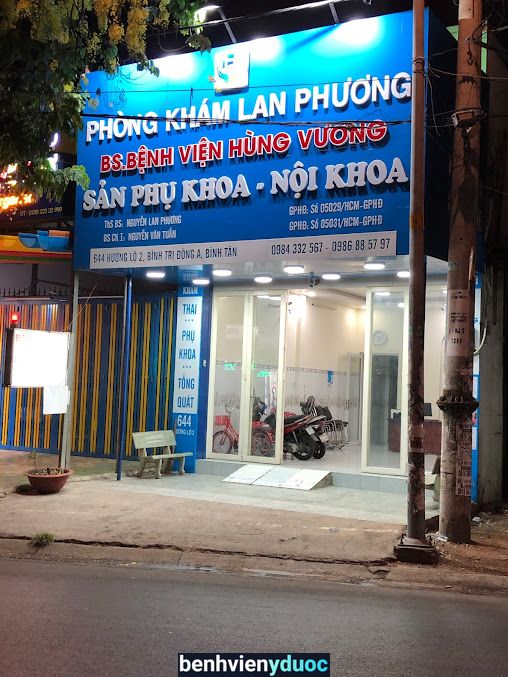 PHÒNG KHÁM LAN PHƯƠNG
BS.BỆNH VIỆN HÙNG VƯƠNG
SẢN PHỤ KHOA - NỘI KHOA
ThS BS: NGUYỄN LAN PHƯƠNG
BS CK I: NGUYỄN VĂN TUẤN
GPHĐ: Số 05029/HCM-GPHĐ
GPHĐ: Số 05031/HCM-GPHĐ
644 HƯƠNG LỘ 2, BÌNH TRỊ ĐÔNG A, BÌNH TÂN
0984 332 567 - 0986 88 57 97
KHÁM
THAI
PHỤ
KHOA
TỔNG
QUÁT
644
HƯƠNG LỘ 2
benhvienyduoc